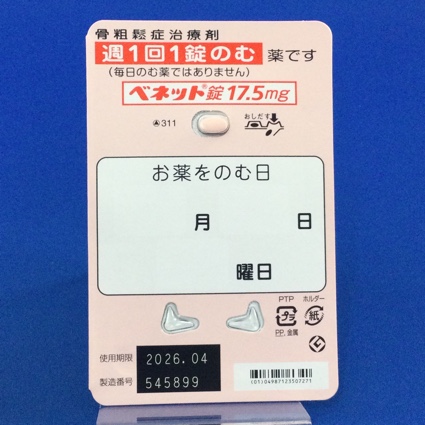 骨粗鬆症治療剤
週1回1錠のむ 薬です
(毎日のむ薬ではありません)
ベネット®錠17.5mg
Ⓐ311
おしだす
お薬をのむ日
月 日
曜日
PTP ホルダー
プラ 紙
PP, 金属
使用期限 2026.04
製造番号 545899
(01)04987123507271